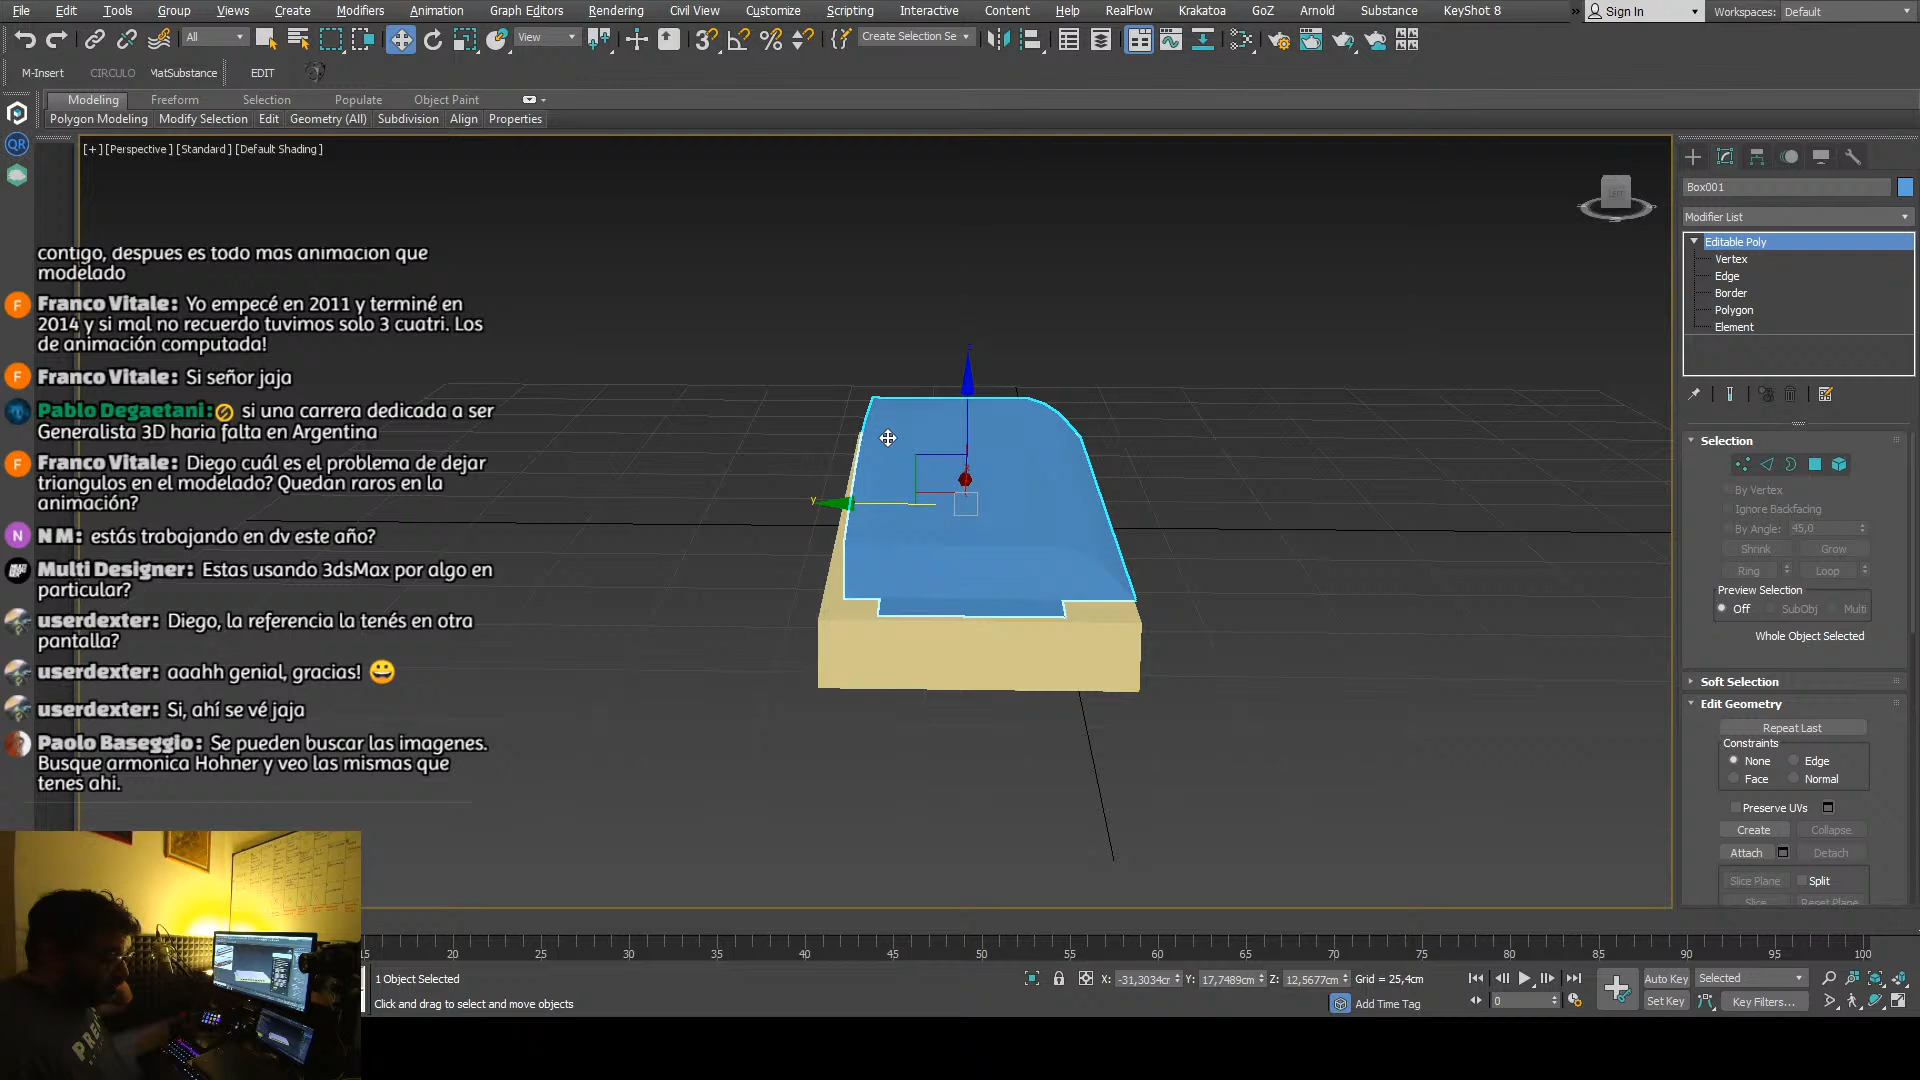 File Edit Tools Group Views Create Modifiers Animation Graph Editors Rendering Civil View Customize Scripting Interactive Content Help RealFlow Krakatoa GoZ Arnold Substance KeyShot 8 » Sign In Workspaces: Default
All View Create Selection Se
M-Insert CIRCULO MatSubstance EDIT
Modeling Freeform Selection Populate Object Paint
Polygon Modeling Modify Selection Edit Geometry (All) Subdivision Align Properties
QR
[+] [Perspective] [Standard] [Default Shading]
LEFT
Box001
Modifier List
Editable Poly
Vertex
Edge
Border
Polygon
Element
contigo, despues es todo mas animacion que
modelado
F Franco Vitale: Yo empecé en 2011 y terminé en
2014 y si mal no recuerdo tuvimos solo 3 cuatri. Los
de animación computada!
F Franco Vitale: Si señor jaja
Pablo Degaetani: si una carrera dedicada a ser
Generalista 3D haria falta en Argentina
F Franco Vitale: Diego cuál es el problema de dejar
triangulos en el modelado? Quedan raros en la
animación?
N N M: estás trabajando en dv este año?
Multi Designer: Estas usando 3dsMax por algo en
particular?
userdexter: Diego, la referencia la tenés en otra
pantalla?
userdexter: aaahh genial, gracias! 😀
userdexter: Si, ahí se vé jaja
Paolo Baseggio: Se pueden buscar las imagenes.
Busque armonica Hohner y veo las mismas que
tenes ahi.
z
y
x
Selection
By Vertex
Ignore Backfacing
By Angle: 45,0
Shrink Grow
Ring Loop
Preview Selection
Off SubObj Multi
Whole Object Selected
Soft Selection
Edit Geometry
Repeat Last
Constraints
None Edge
Face Normal
Preserve UVs
Create Collapse
Attach Detach
Slice Plane Split
Slice Reset Plane
15 20 25 30 35 40 45 50 55 60 65 70 75 80 85 90 95 100
1 Object Selected X: -31,3034cr Y: 17,7489cm Z: 12,5677cm Grid = 25,4cm Auto Key Selected
Click and drag to select and move objects Add Time Tag 0 Set Key Key Filters...